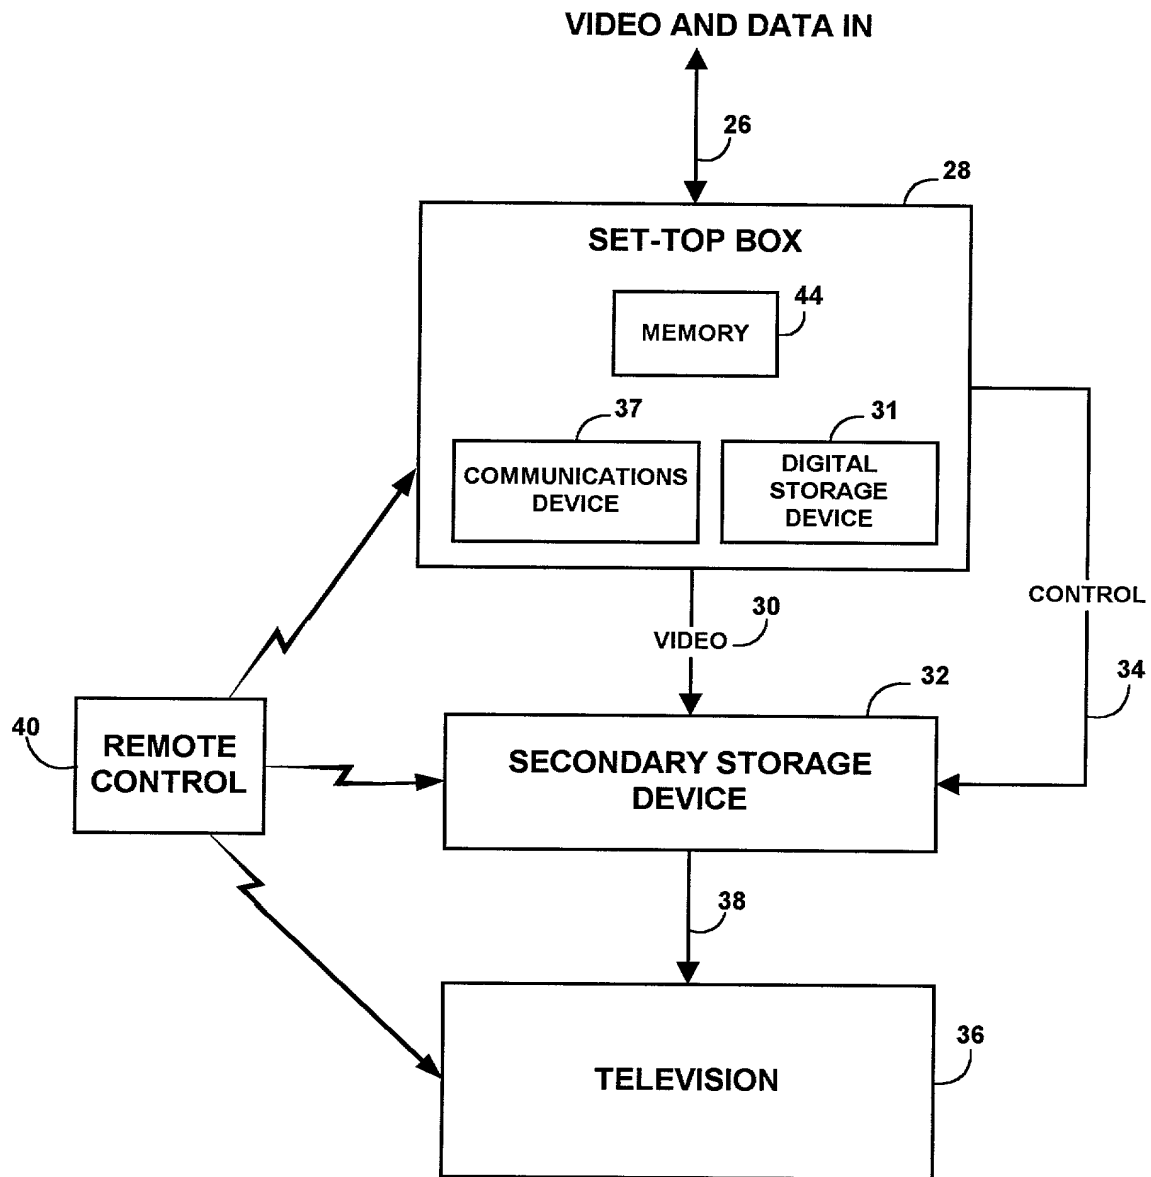 VIDEO AND DATA IN
26
28
SET-TOP BOX
44
MEMORY
37
31
COMMUNICATIONS
DEVICE
DIGITAL
STORAGE
DEVICE
CONTROL
30
VIDEO
32
34
40
REMOTE
CONTROL
SECONDARY STORAGE
DEVICE
38
36
TELEVISION